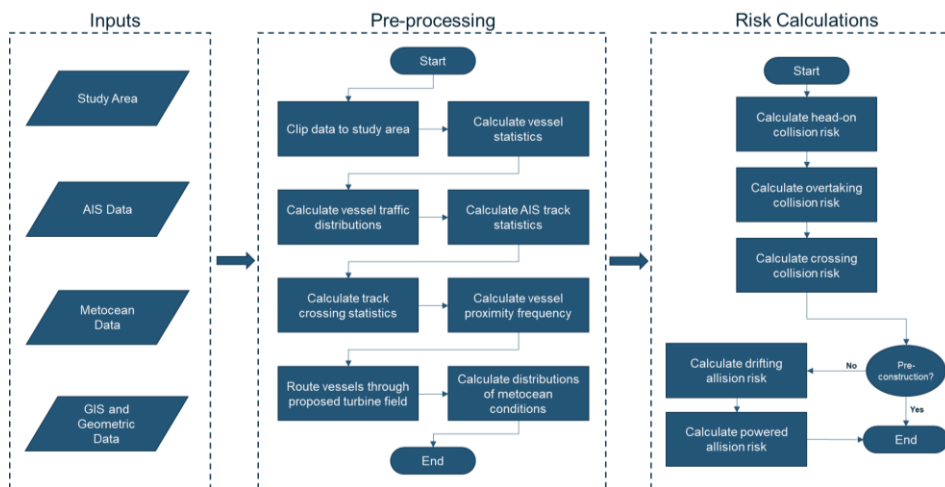 Inputs
Study Area
AIS Data
Metocean
Data
GIS and
Geometric
Data
Pre-processing
Start
Clip data to study area
Calculate vessel
statistics
Calculate vessel traffic
distributions
Calculate AIS track
statistics
Calculate track
crossing statistics
Calculate vessel
proximity frequency
Route vessels through
proposed turbine field
Calculate distributions
of metocean
conditions
End
Risk Calculations
Start
Calculate head-on
collision risk
Calculate overtaking
collision risk
Calculate crossing
collision risk
Pre-
construction?
No
Yes
Calculate drifting
allision risk
Calculate powered
allision risk
End